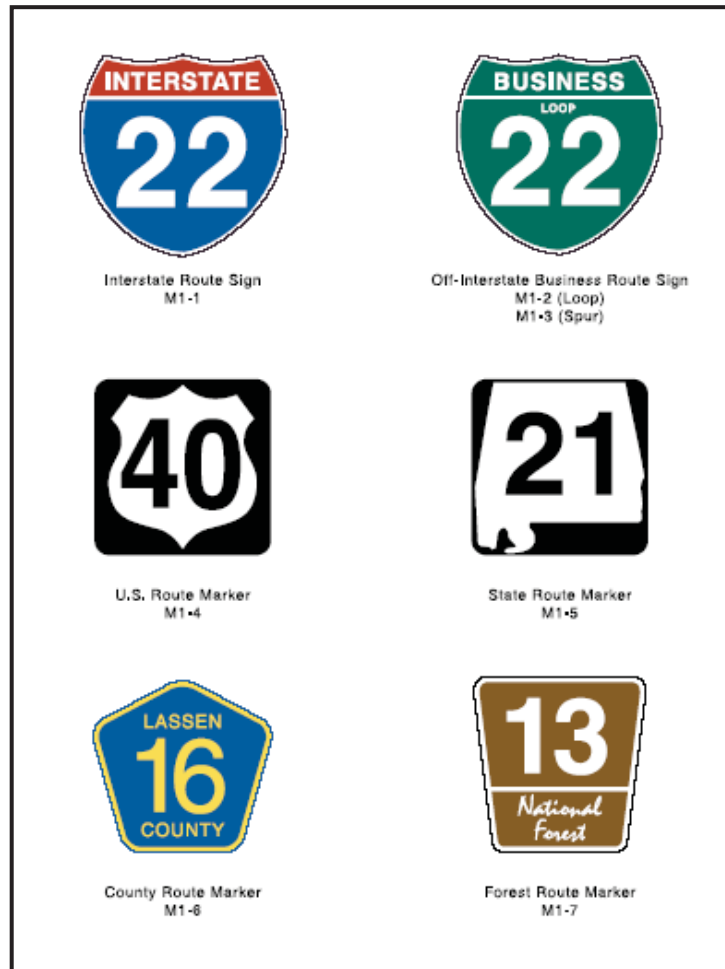 INTERSTATE
22
Interstate Route Sign
M1-1
BUSINESS
LOOP
22
Off-Interstate Business Route Sign
M1-2 (Loop)
M1-3 (Spur)
40
U.S. Route Marker
M1-4
21
State Route Marker
M1-5
LASSEN
16
COUNTY
County Route Marker
M1-6
13
National
Forest
Forest Route Marker
M1-7